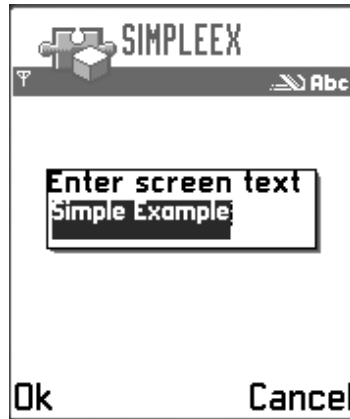 SIMPLEEX
Abc
Enter screen text
Simple Example
Ok Cancel